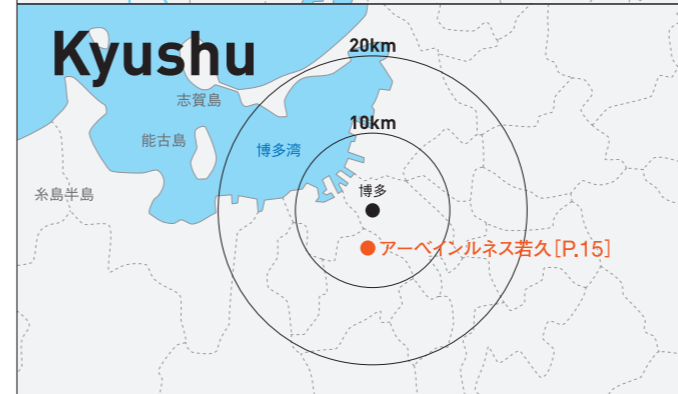 Kyushu
20km
志賀島
10km
能古島
博多湾
糸島半島
博多
アーベインルネス若久[P.15]